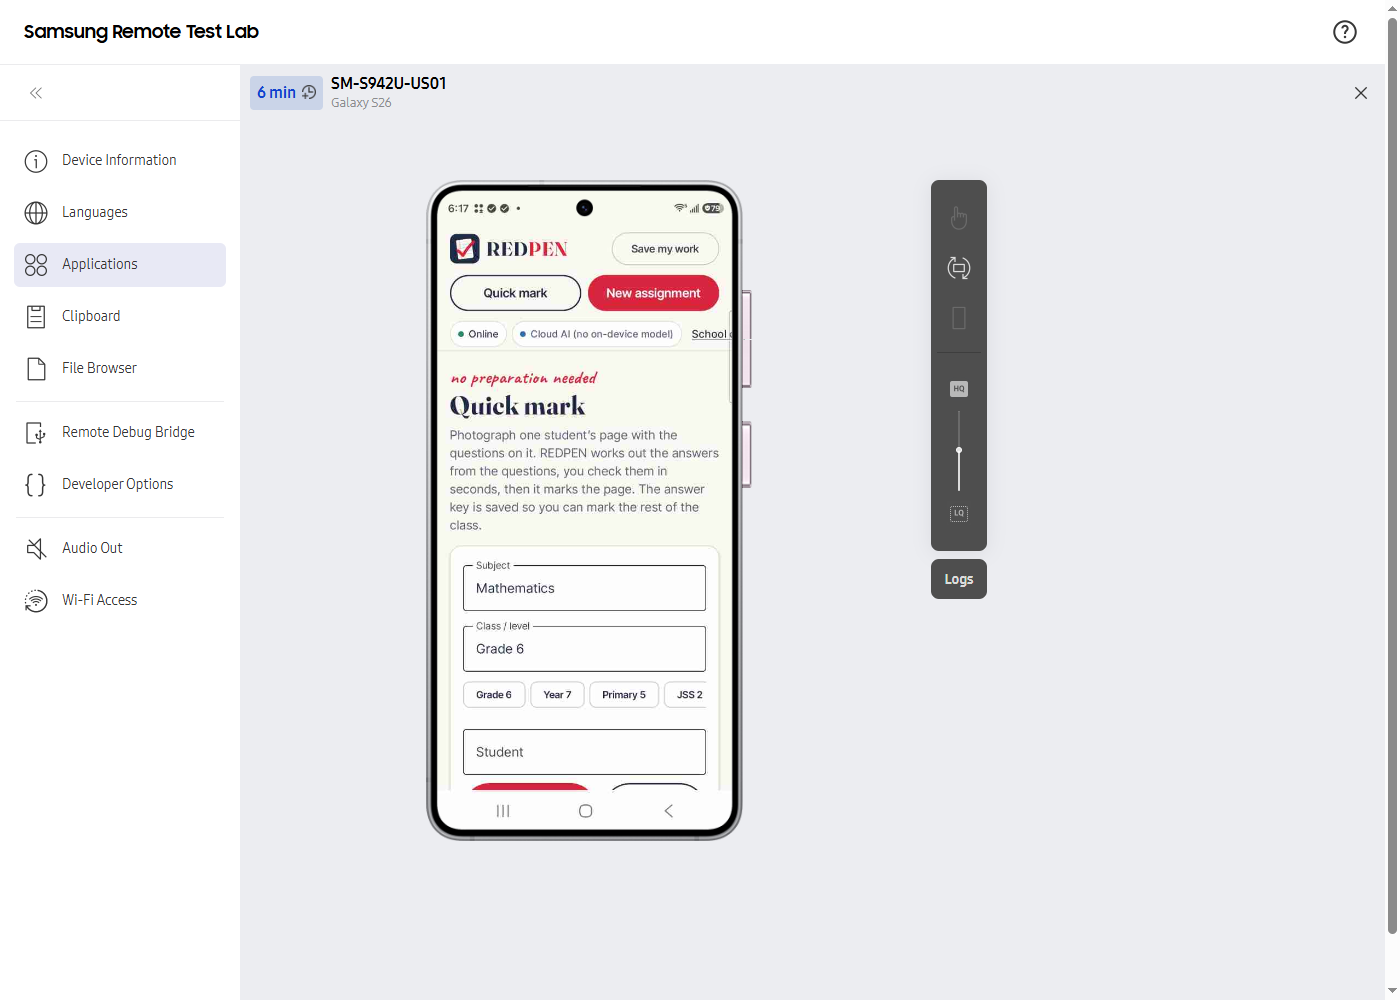 Samsung Remote Test Lab
6 min
SM-S942U-US01
Galaxy S26
Device Information
Languages
Applications
Clipboard
File Browser
Remote Debug Bridge
Developer Options
Audio Out
Wi-Fi Access
6:17
79
REDPEN
Save my work
Quick mark
New assignment
Online
Cloud AI (no on-device model)
School
no preparation needed
Quick mark
Photograph one student's page with the
questions on it. REDPEN works out the answers
from the questions, you check them in
seconds, then it marks the page. The answer
key is saved so you can mark the rest of the
class.
Subject
Mathematics
Class / level
Grade 6
Grade 6
Year 7
Primary 5
JSS 2
Student
HQ
LQ
Logs